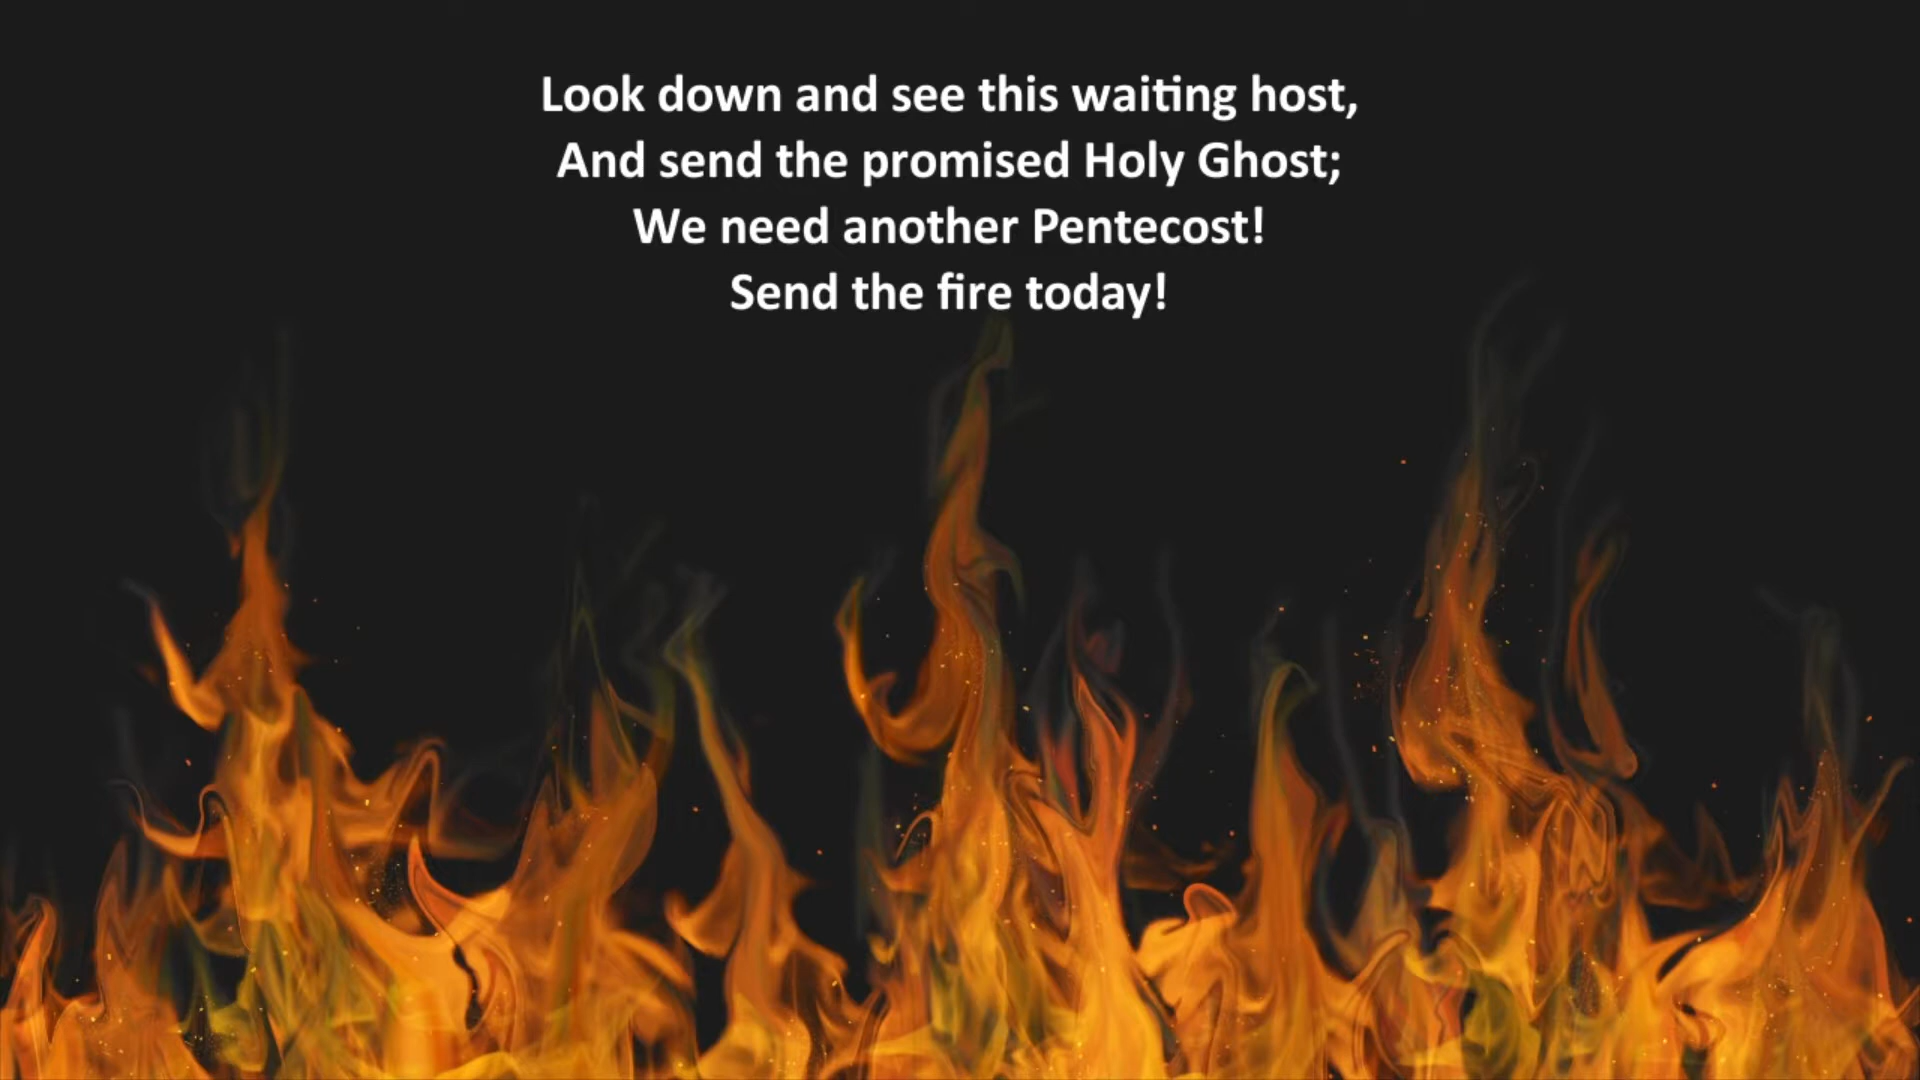 Look down and see this waiting host,
And send the promised Holy Ghost;
We need another Pentecost!
Send the fire today!